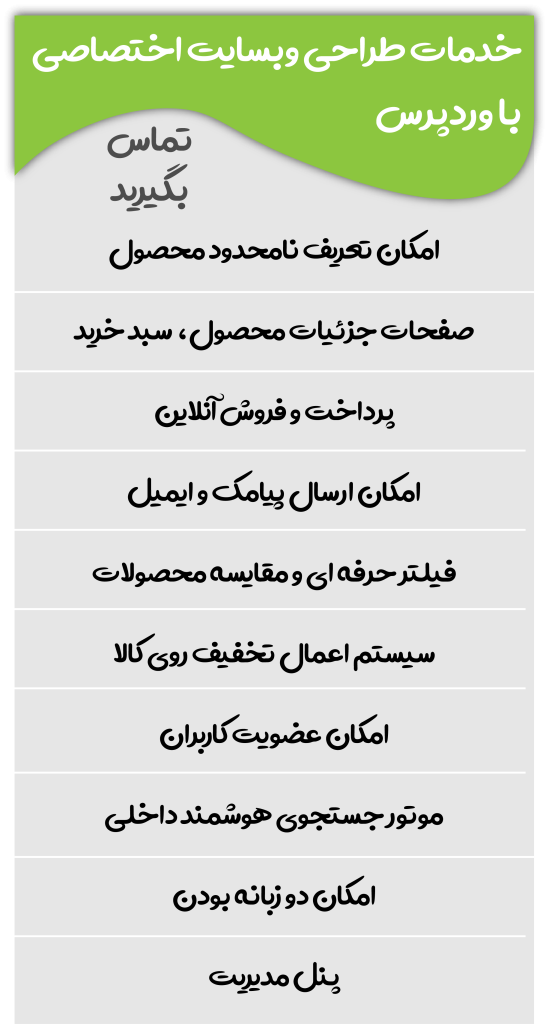 خدمات طراحی وبسایت اختصاصی
با وردپرس
تماس
بگیرید
امکان تعریف نامحدود محصول
صفحات جزئیات محصول ، سبد خرید
پرداخت و فروش آنلاین
امکان ارسال پیامک و ایمیل
فیلتر حرفه ای و مقایسه محصولات
سیستم اعمال تخفیف روی کالا
امکان عضویت کاربران
موتور جستجوی هوشمند داخلی
امکان دو زبانه بودن
پنل مدیریت